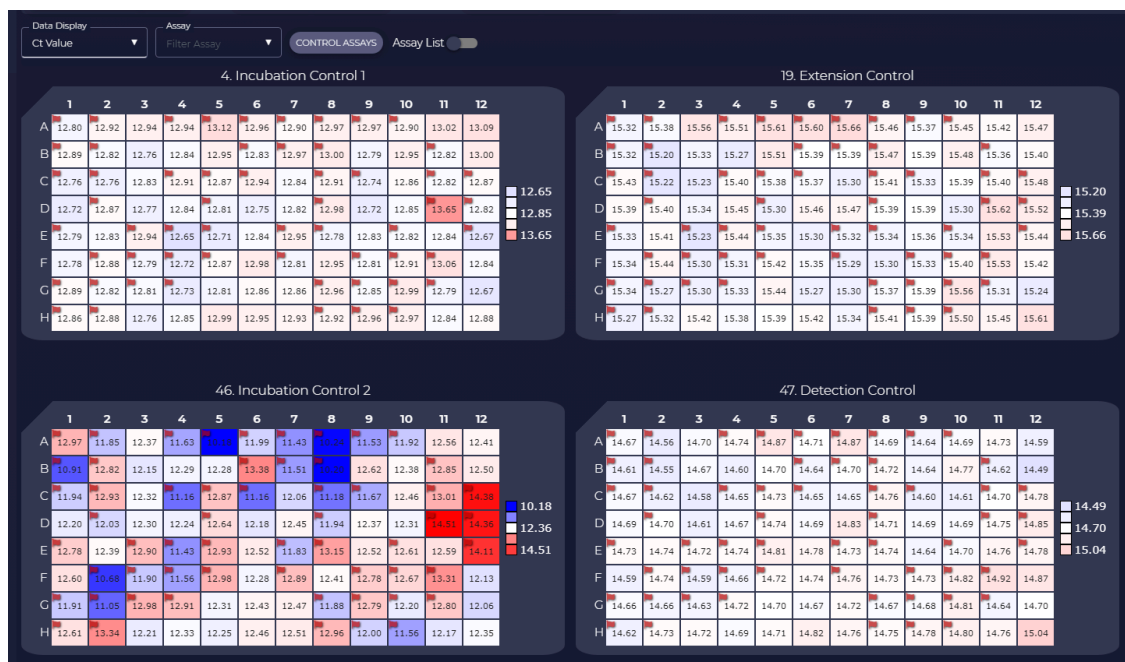 Data Display
Assay
Ct Value
Filter Assay
CONTROL ASSAYS
Assay List
4. Incubation Control 1
1 2 3 4 5 6 7 8 9 10 11 12
A 12.80 12.92 12.94 12.94 13.12 12.96 12.90 12.97 12.97 12.90 13.02 13.09
B 12.89 12.82 12.76 12.84 12.95 12.83 12.97 13.00 12.79 12.95 12.82 13.00
C 12.76 12.76 12.83 12.91 12.87 12.94 12.84 12.91 12.74 12.86 12.82 12.87
D 12.72 12.87 12.77 12.84 12.81 12.75 12.82 12.98 12.72 12.85 13.65 12.82
E 12.79 12.83 12.94 12.65 12.71 12.84 12.95 12.78 12.83 12.82 12.84 12.67
F 12.78 12.88 12.79 12.72 12.87 12.98 12.81 12.95 12.81 12.91 13.06 12.84
G 12.89 12.82 12.81 12.73 12.81 12.86 12.86 12.96 12.85 12.99 12.79 12.67
H 12.86 12.88 12.76 12.85 12.99 12.95 12.93 12.92 12.96 12.97 12.84 12.88
12.65
12.85
13.65
19. Extension Control
1 2 3 4 5 6 7 8 9 10 11 12
A 15.32 15.38 15.56 15.51 15.61 15.60 15.66 15.46 15.37 15.45 15.42 15.47
B 15.32 15.20 15.33 15.27 15.51 15.39 15.39 15.47 15.39 15.48 15.36 15.40
C 15.43 15.22 15.23 15.40 15.38 15.37 15.30 15.41 15.33 15.39 15.40 15.48
D 15.39 15.40 15.34 15.45 15.30 15.46 15.47 15.39 15.39 15.30 15.62 15.52
E 15.33 15.41 15.23 15.44 15.35 15.30 15.32 15.34 15.36 15.34 15.53 15.44
F 15.34 15.44 15.30 15.31 15.42 15.35 15.29 15.30 15.33 15.40 15.53 15.42
G 15.34 15.27 15.30 15.33 15.44 15.27 15.30 15.37 15.39 15.56 15.31 15.24
H 15.27 15.32 15.42 15.38 15.39 15.42 15.34 15.41 15.39 15.50 15.45 15.61
15.20
15.39
15.66
46. Incubation Control 2
1 2 3 4 5 6 7 8 9 10 11 12
A 12.97 11.85 12.37 11.63 11.99 11.43 11.53 11.92 12.56 12.41
B 10.91 12.82 12.15 12.29 12.28 13.38 11.51 12.62 12.38 12.85 12.50
C 11.94 12.93 12.32 11.16 12.87 11.16 12.06 11.18 11.67 12.46 13.01 14.38
D 12.20 12.03 12.30 12.24 12.64 12.18 12.45 11.94 12.37 12.31 14.51 14.36
E 12.78 12.39 12.90 11.43 12.93 12.52 11.83 13.15 12.52 12.61 12.59 14.11
F 12.60 10.68 11.90 11.56 12.98 12.28 12.89 12.41 12.78 12.67 13.31 12.13
G 11.91 11.05 12.98 12.91 12.31 12.43 12.47 11.88 12.79 12.20 12.80 12.06
H 12.61 13.34 12.21 12.33 12.25 12.46 12.51 12.96 12.00 11.56 12.17 12.35
10.18
12.36
14.51
47. Detection Control
1 2 3 4 5 6 7 8 9 10 11 12
A 14.67 14.56 14.70 14.74 14.87 14.71 14.87 14.69 14.64 14.69 14.73 14.59
B 14.61 14.55 14.67 14.60 14.70 14.64 14.70 14.72 14.64 14.77 14.62 14.49
C 14.67 14.62 14.58 14.65 14.73 14.65 14.65 14.76 14.60 14.61 14.70 14.78
D 14.69 14.70 14.61 14.67 14.74 14.69 14.83 14.71 14.69 14.69 14.75 14.85
E 14.73 14.74 14.72 14.74 14.81 14.78 14.73 14.74 14.64 14.70 14.76 14.78
F 14.59 14.74 14.59 14.66 14.72 14.74 14.76 14.73 14.73 14.82 14.92 14.87
G 14.66 14.66 14.63 14.72 14.70 14.67 14.72 14.67 14.68 14.81 14.64 14.70
H 14.62 14.73 14.72 14.69 14.71 14.82 14.76 14.75 14.78 14.80 14.76 15.04
14.49
14.70
15.04